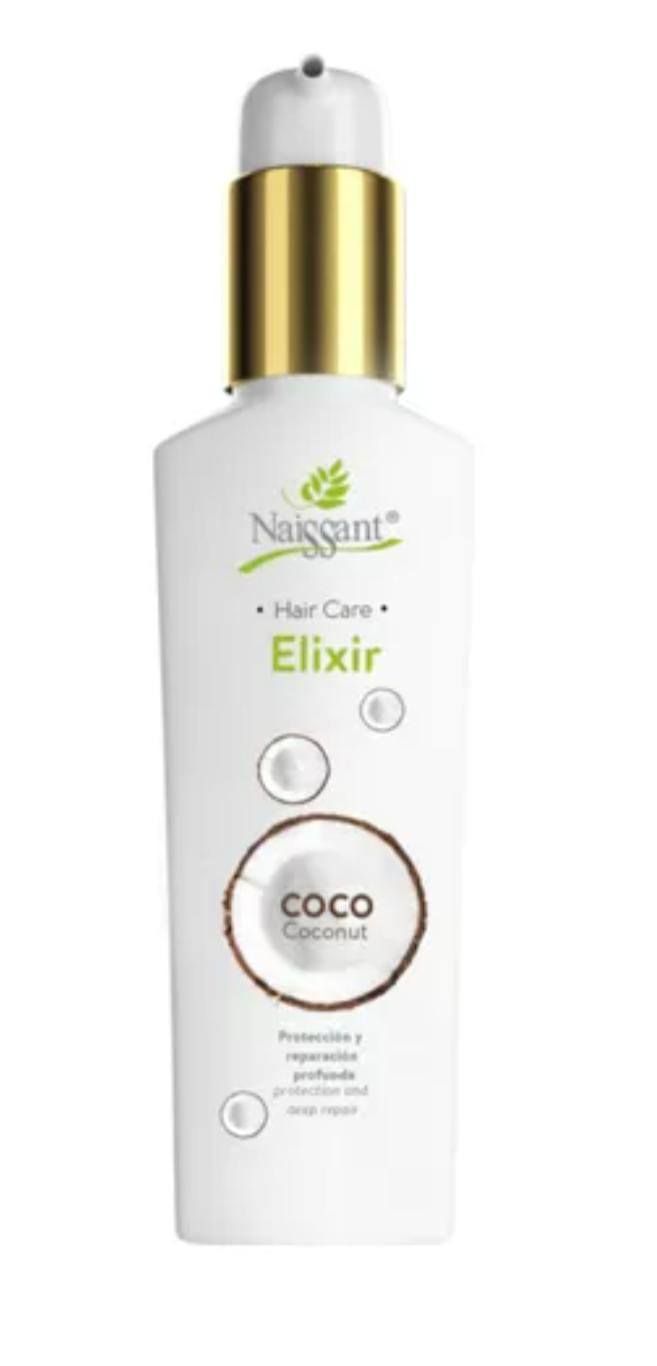 Naissant®
• Hair Care •
Elixir
COCO
Coconut
Protección y
reparación
profunda
protection and
deep repair